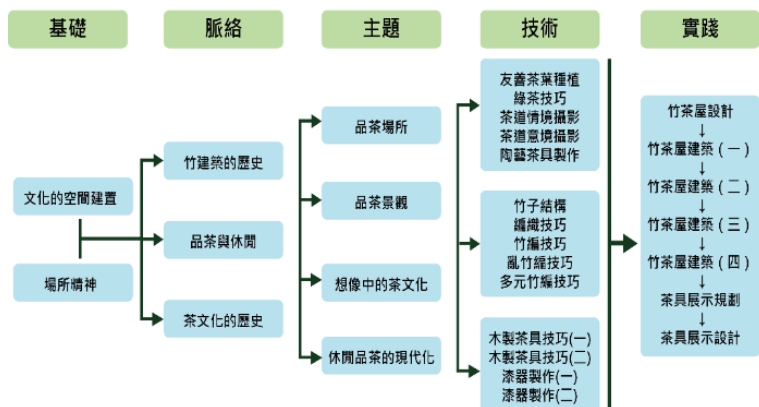 基礎
脈絡
主題
技術
實踐
文化的空間建置
場所精神
竹建築的歷史
品茶與休閒
茶文化的歷史
品茶場所
品茶景觀
想像中的茶文化
休閒品茶的現代化
友善茶葉種植
綠茶技巧
茶道情境攝影
茶道意境攝影
陶藝茶具製作
竹子結構
編織技巧
竹編技巧
亂竹編技巧
多元竹編技巧
木製茶具技巧(一)
木製茶具技巧(二)
漆器製作(一)
漆器製作(二)
竹茶屋設計
↓
竹茶屋建築(一)
↓
竹茶屋建築(二)
↓
竹茶屋建築(三)
↓
竹茶屋建築(四)
↓
茶具展示規劃
↓
茶具展示設計